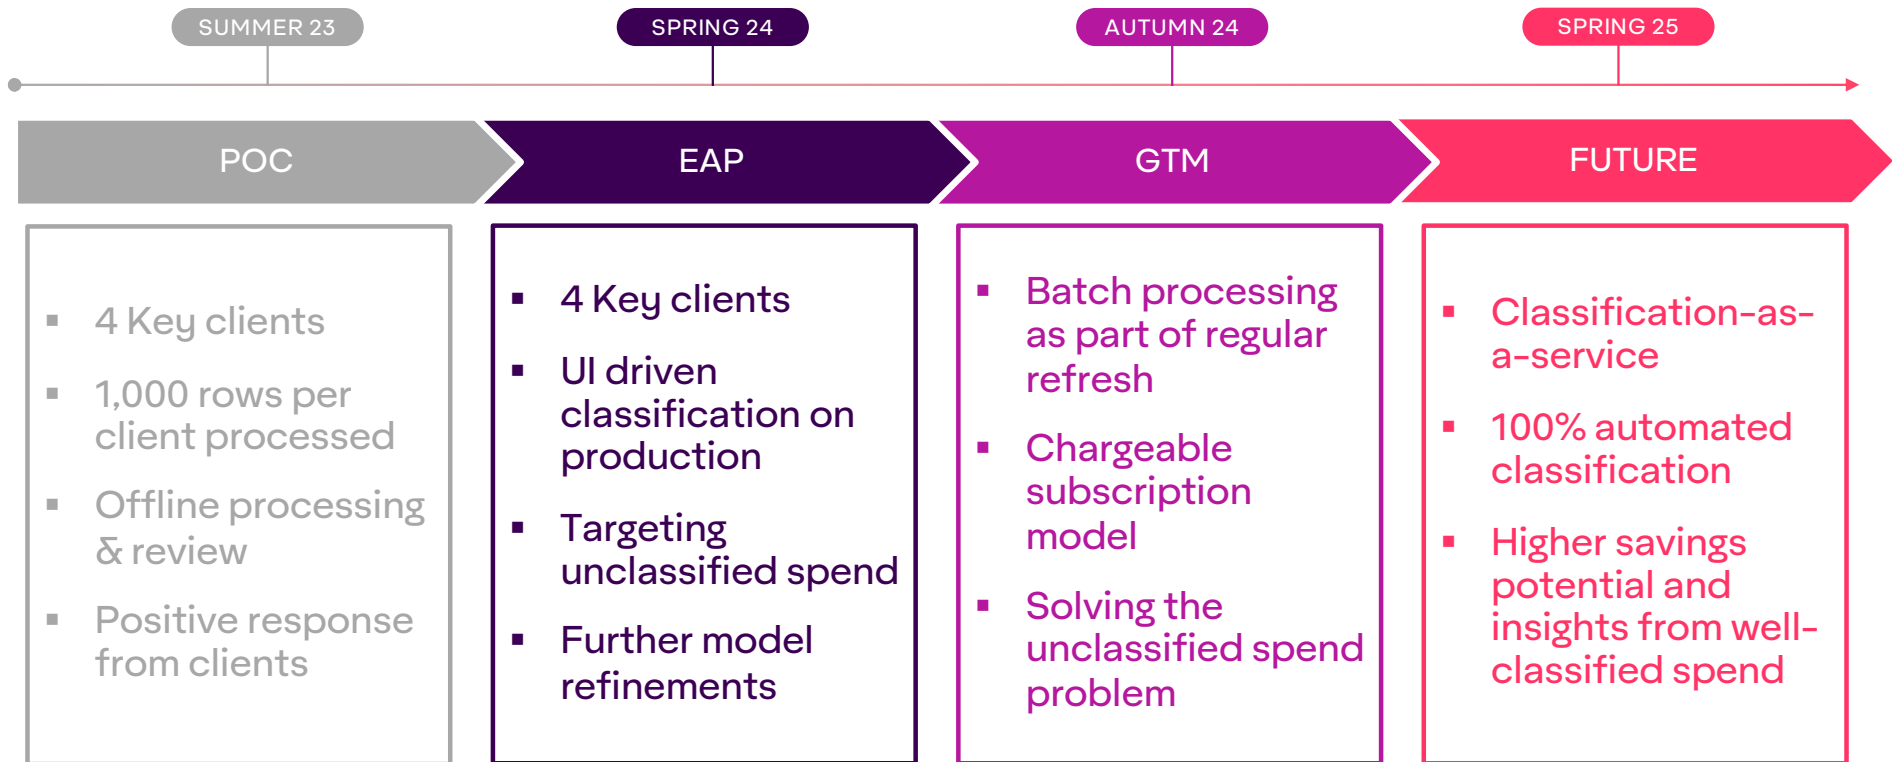 SUMMER 23
SPRING 24
AUTUMN 24
SPRING 25
POC
EAP
GTM
FUTURE
▪ 4 Key clients
▪ 1,000 rows per
client processed
▪ Offline processing
& review
▪ Positive response
from clients
▪ 4 Key clients
▪ UI driven
classification on
production
▪ Targeting
unclassified spend
▪ Further model
refinements
▪ Batch processing
as part of regular
refresh
▪ Chargeable
subscription
model
▪ Solving the
unclassified spend
problem
▪ Classification-as-
a-service
▪ 100% automated
classification
▪ Higher savings
potential and
insights from well-
classified spend